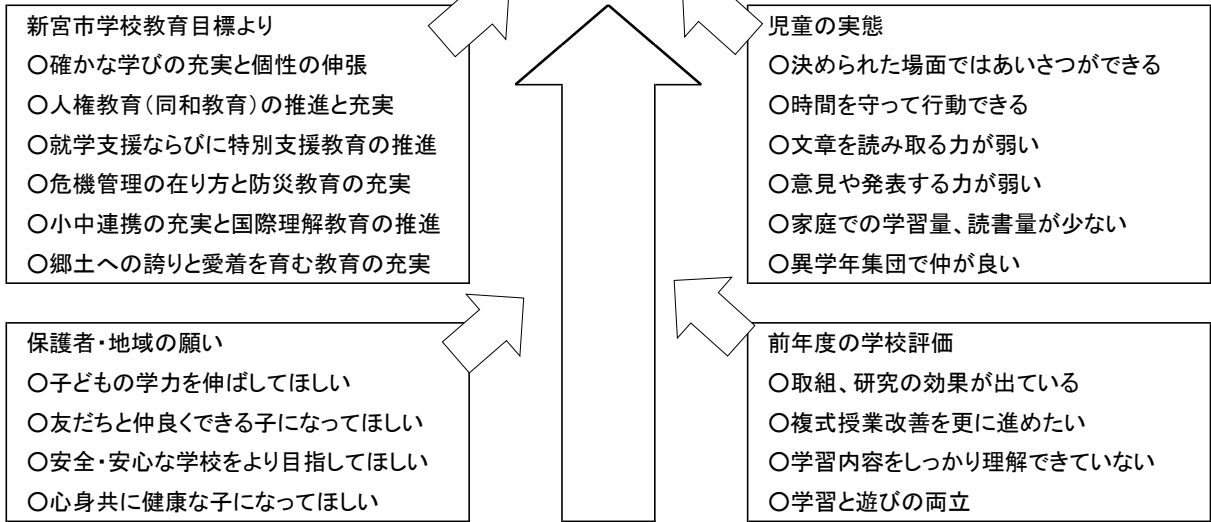 新宮市学校教育目標より
○確かな学びの充実と個性の伸張
○人権教育（同和教育）の推進と充実
○就学支援ならびに特別支援教育の推進
○危機管理の在り方と防災教育の充実
○小中連携の充実と国際理解教育の推進
○郷土への誇りと愛着を育む教育の充実
児童の実態
○決められた場面ではあいさつができる
○時間を守って行動できる
○文章を読み取る力が弱い
○意見や発表する力が弱い
○家庭での学習量、読書量が少ない
○異学年集団で仲が良い
保護者・地域の願い
○子どもの学力を伸ばしてほしい
○友だちと仲良くできる子になってほしい
○安全・安心な学校をより目指してほしい
○心身共に健康な子になってほしい
前年度の学校評価
○取組、研究の効果が出ている
○複式授業改善を更に進めたい
○学習内容をしっかり理解できていない
○学習と遊びの両立